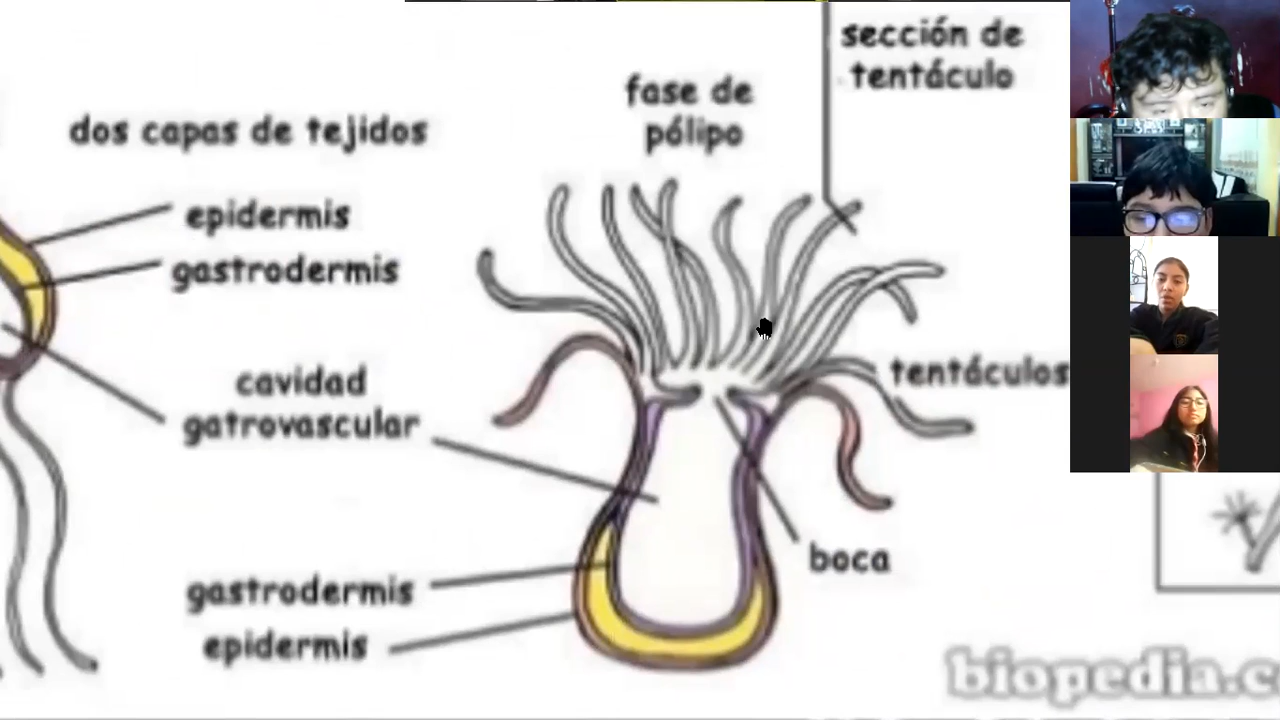 sección de
tentáculo
fase de
pólipo
dos capas de tejidos
epidermis
gastrodermis
cavidad
gatrovascular
tentáculos
boca
gastrodermis
epidermis
biopedia.c